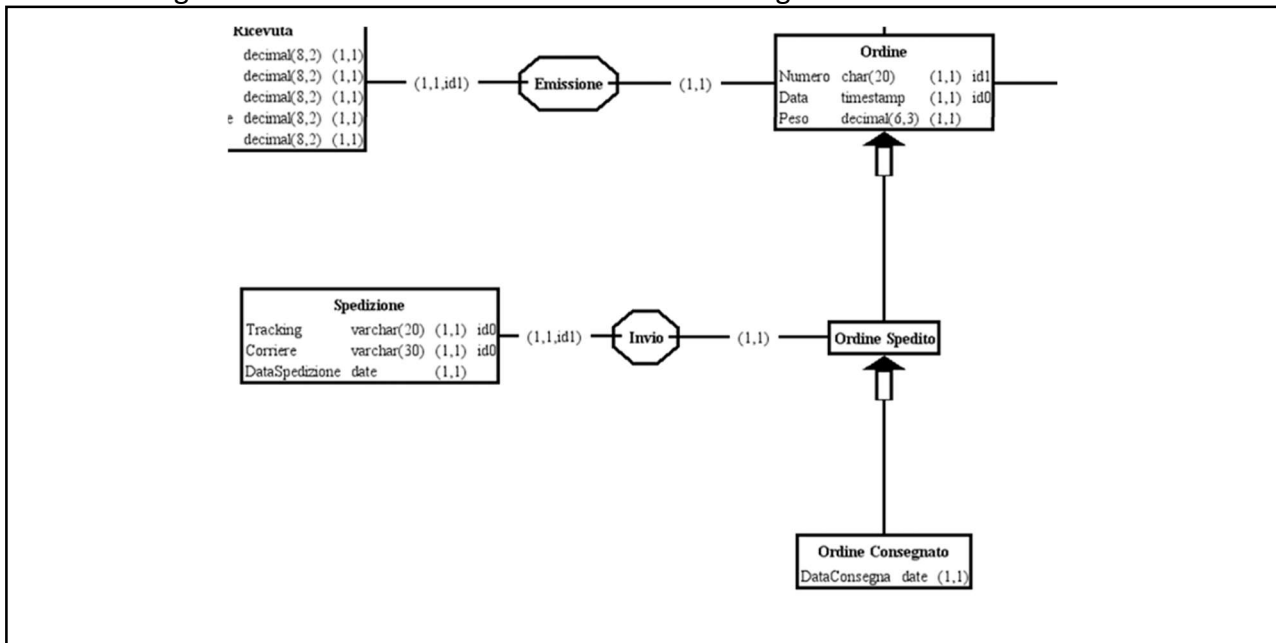 Ricevuta
decimal(8,2) (1,1)
decimal(8,2) (1,1)
decimal(8,2) (1,1)
e decimal(8,2) (1,1)
decimal(8,2) (1,1)
(1,1,id1)
Emissione
(1,1)
Ordine
Numero char(20) (1,1) id1
Data timestamp (1,1) id0
Peso decimal(6,3) (1,1)
Spedizione
Tracking varchar(20) (1,1) id0
Corriere varchar(30) (1,1) id0
DataSpedizione date (1,1)
(1,1,id1)
Invio
(1,1)
Ordine Spedito
Ordine Consegnato
DataConsegna date (1,1)